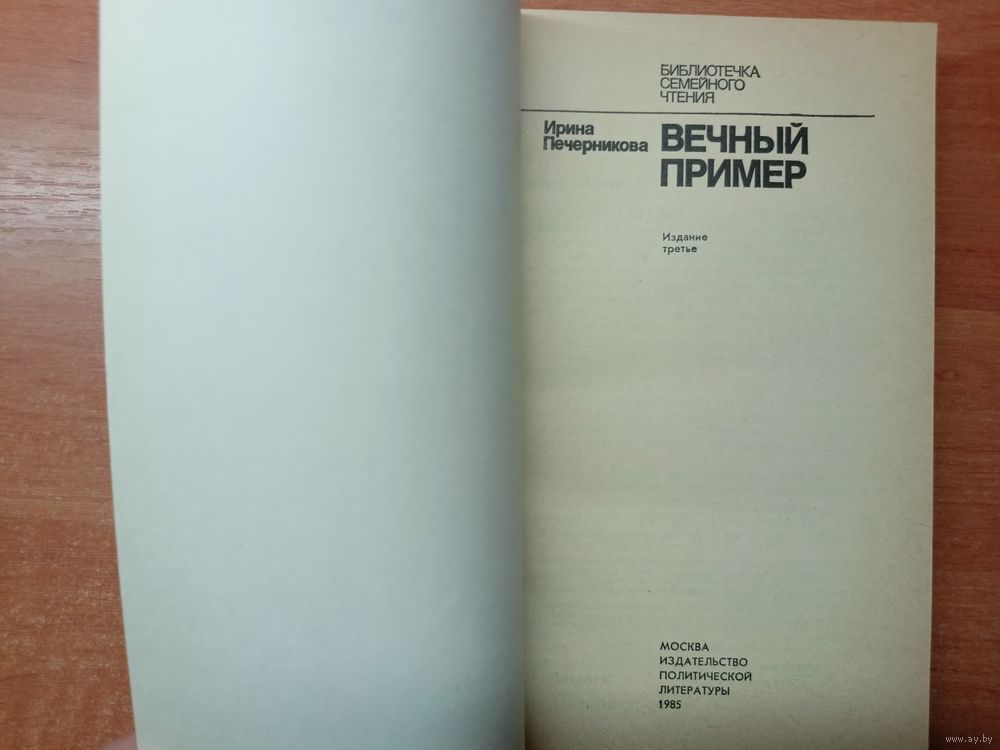 БИБЛИОТЕЧКА
СЕМЕЙНОГО
ЧТЕНИЯ
Ирина
Печерникова
ВЕЧНЫЙ
ПРИМЕР
Издание
третье
МОСКВА
ИЗДАТЕЛЬСТВО
ПОЛИТИЧЕСКОЙ
ЛИТЕРАТУРЫ
1985
www.ay.by